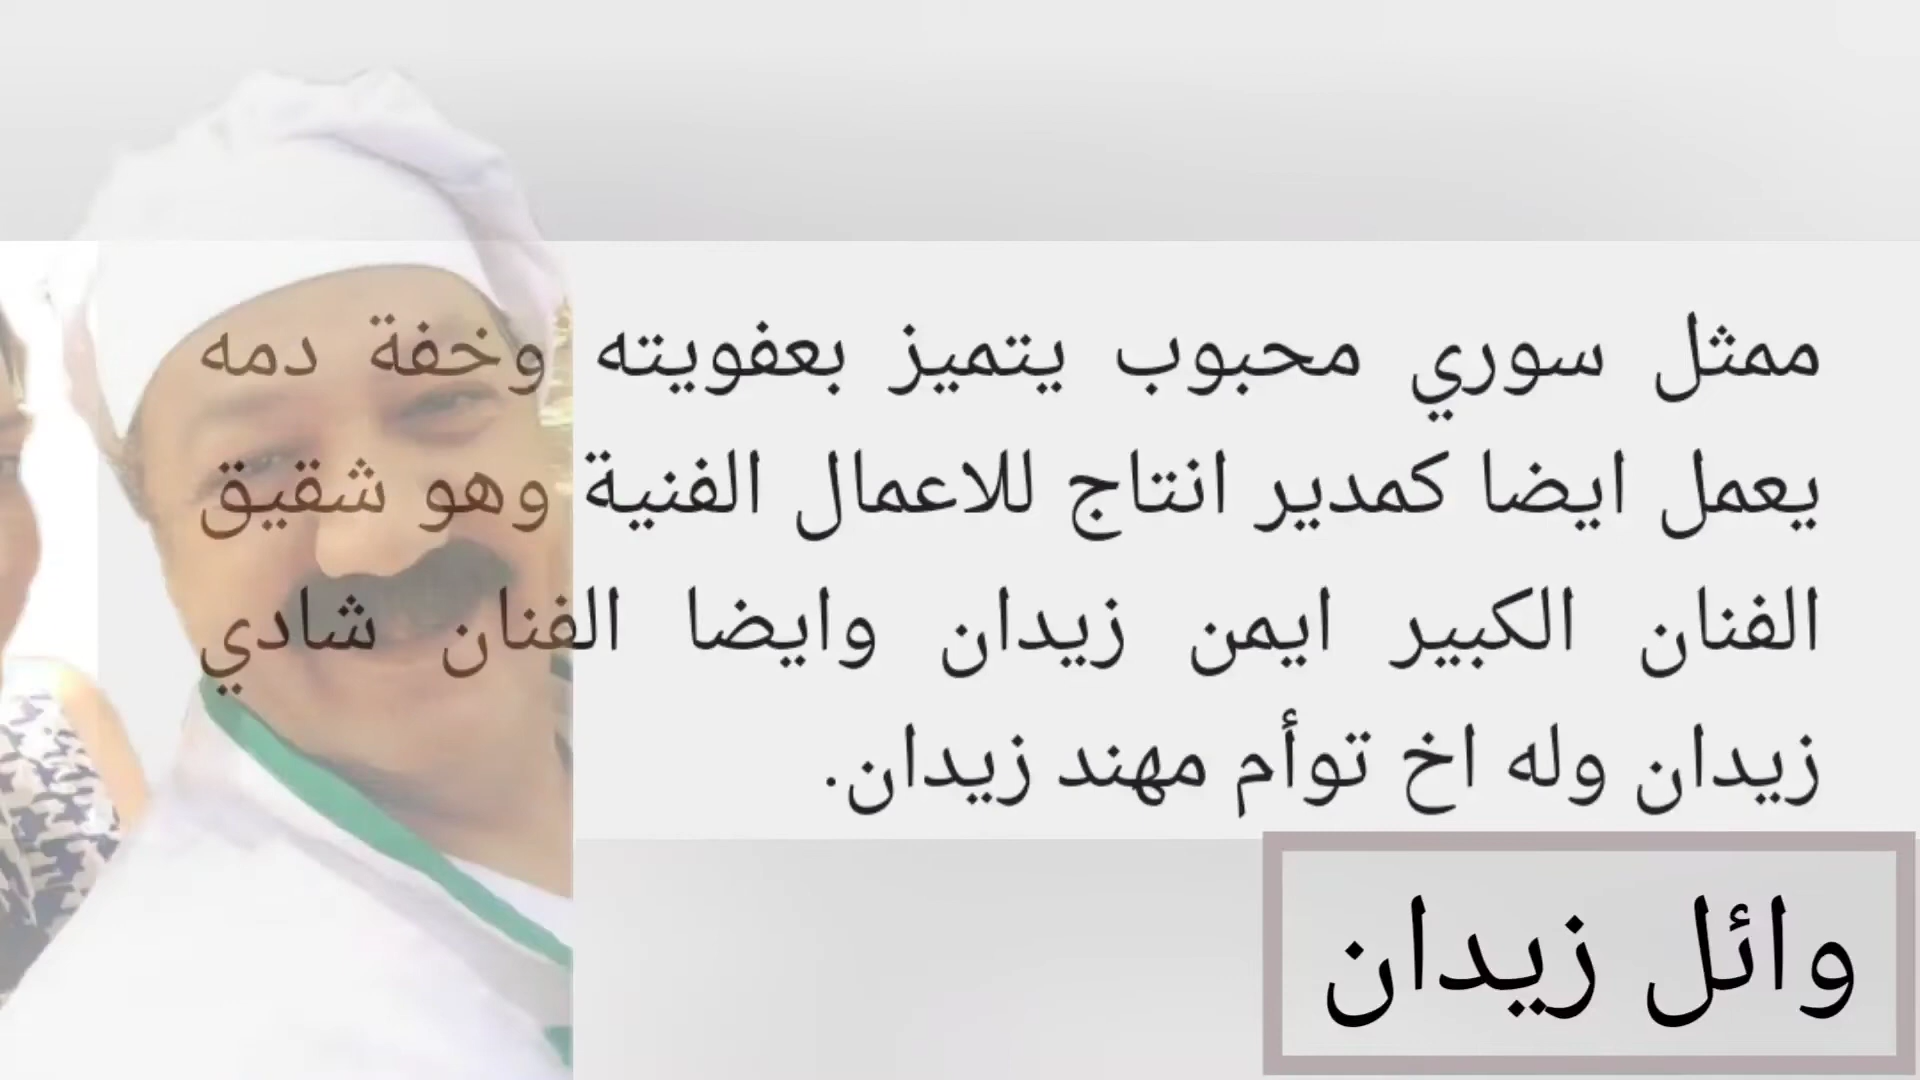 ممثل سوري محبوب يتميز بعفويته وخفة دمه
يعمل ايضا كمدير انتاج للاعمال الفنية وهو شقيق
الفنان الكبير ايمن زيدان وايضا الفنان شادي
زيدان وله اخ توأم مهند زيدان.
وائل زيدان